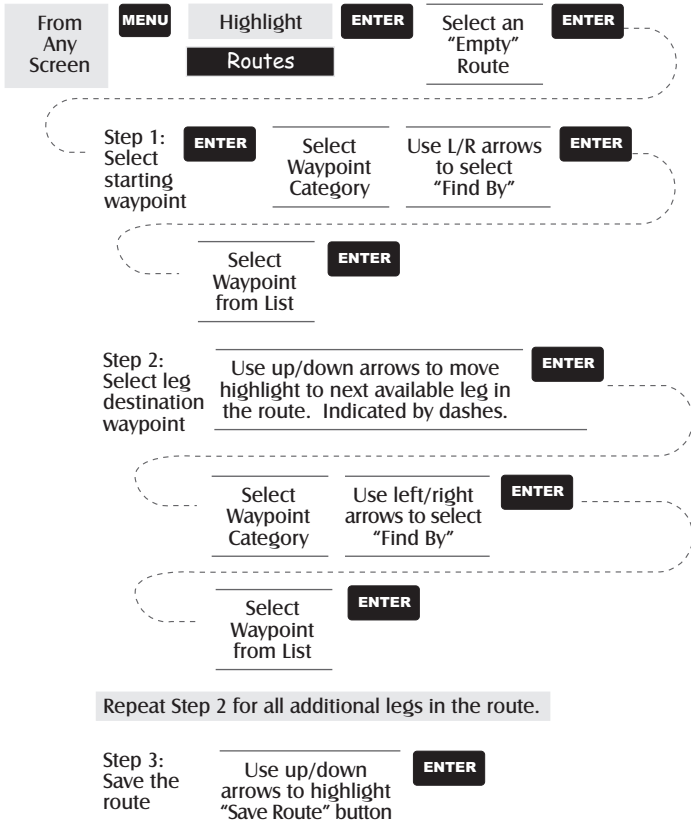 From
Any
Screen
MENU
Highlight
Routes
ENTER
Select an
“Empty”
Route
ENTER
Step 1:
Select
starting
waypoint
ENTER
Select
Waypoint
Category
Use L/R arrows
to select
“Find By”
ENTER
Select
Waypoint
from List
ENTER
Step 2:
Select leg
destination
waypoint
Use up/down arrows to move
highlight to next available leg in
the route.  Indicated by dashes.
ENTER
Select
Waypoint
Category
Use left/right
arrows to select
“Find By”
ENTER
Select
Waypoint
from List
ENTER
Repeat Step 2 for all additional legs in the route.
Step 3:
Save the
route
Use up/down
arrows to highlight
“Save Route” button
ENTER